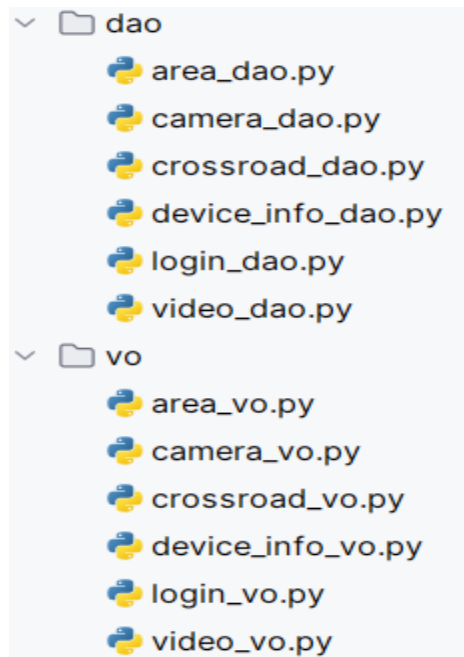 dao
area_dao.py
camera_dao.py
crossroad_dao.py
device_info_dao.py
login_dao.py
video_dao.py
vo
area_vo.py
camera_vo.py
crossroad_vo.py
device_info_vo.py
login_vo.py
video_vo.py